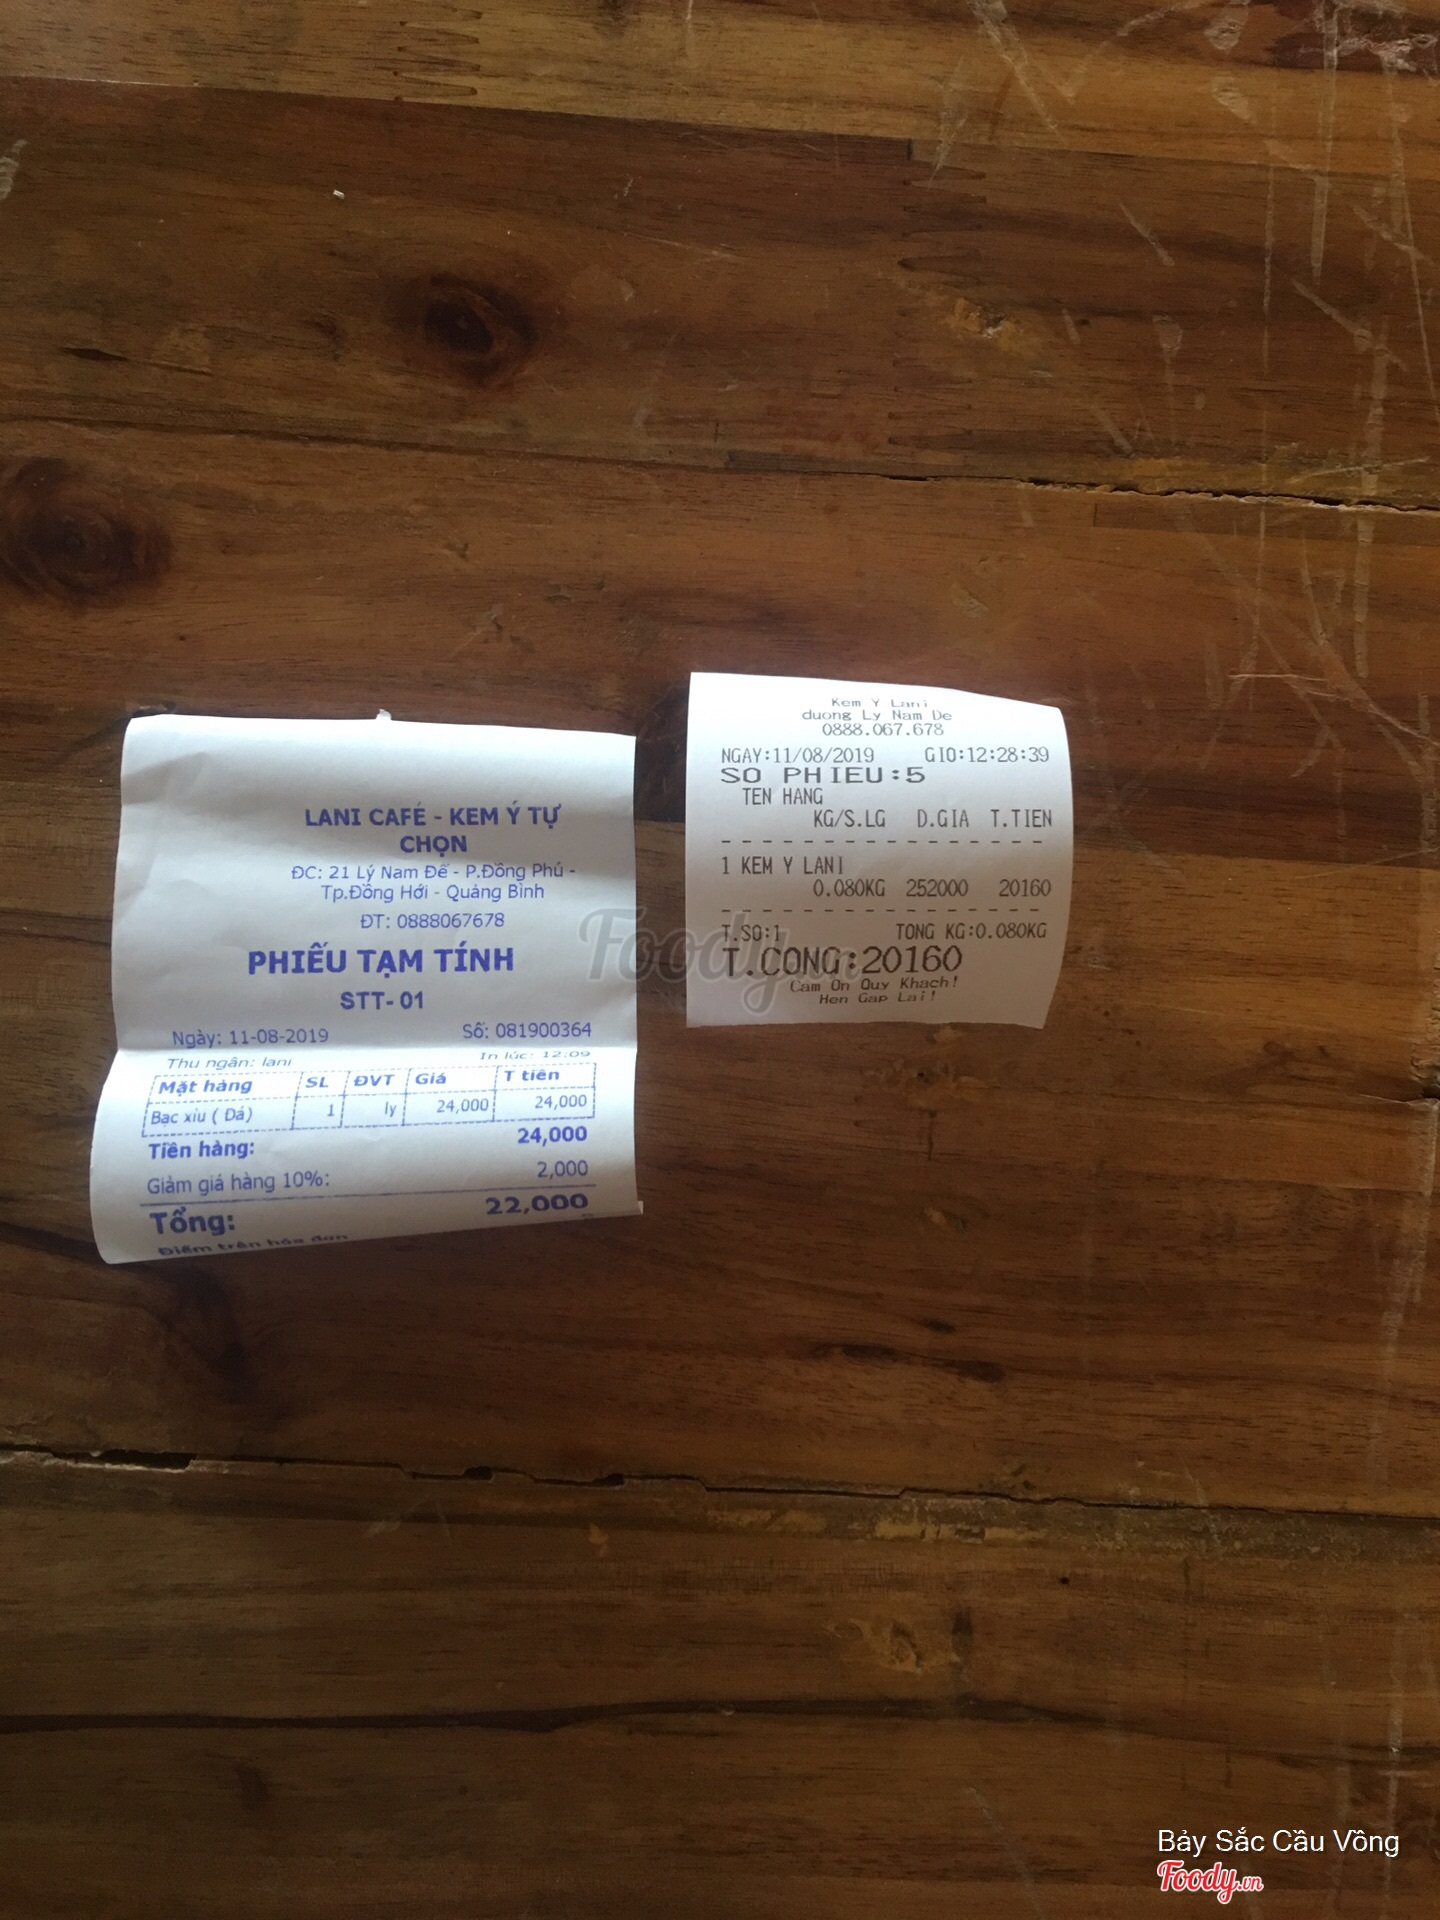 LANI CAFÉ - KEM Ý TỰ
CHỌN
ĐC: 21 Lý Nam Đế - P.Đồng Phú -
Tp.Đồng Hới - Quảng Bình
ĐT: 0888067678
PHIẾU TẠM TÍNH
STT- 01
Ngày: 11-08-2019 Số: 081900364
Thu ngân: lani In lúc: 12:09
Mặt hàng SL ĐVT Giá T tiền
Bạc xỉu ( Đá) 1 ly 24,000 24,000
Tiền hàng: 24,000
Giảm giá hàng 10%: 2,000
Tổng: 22,000
Điểm trên hóa đơn
Kem Y Lani
duong Ly Nam De
0888.067.678
NGAY:11/08/2019 GIO:12:28:39
SO PHIEU:5
TEN HANG
KG/S.LG D.GIA T.TIEN
1 KEM Y LANI
0.080KG 252000 20160
T.SO:1 TONG KG:0.080KG
T.CONG:20160
Cam On Quy Khach!
Hen Gap Lai!
Foody.vn
Bảy Sắc Cầu Vồng
Foody.vn